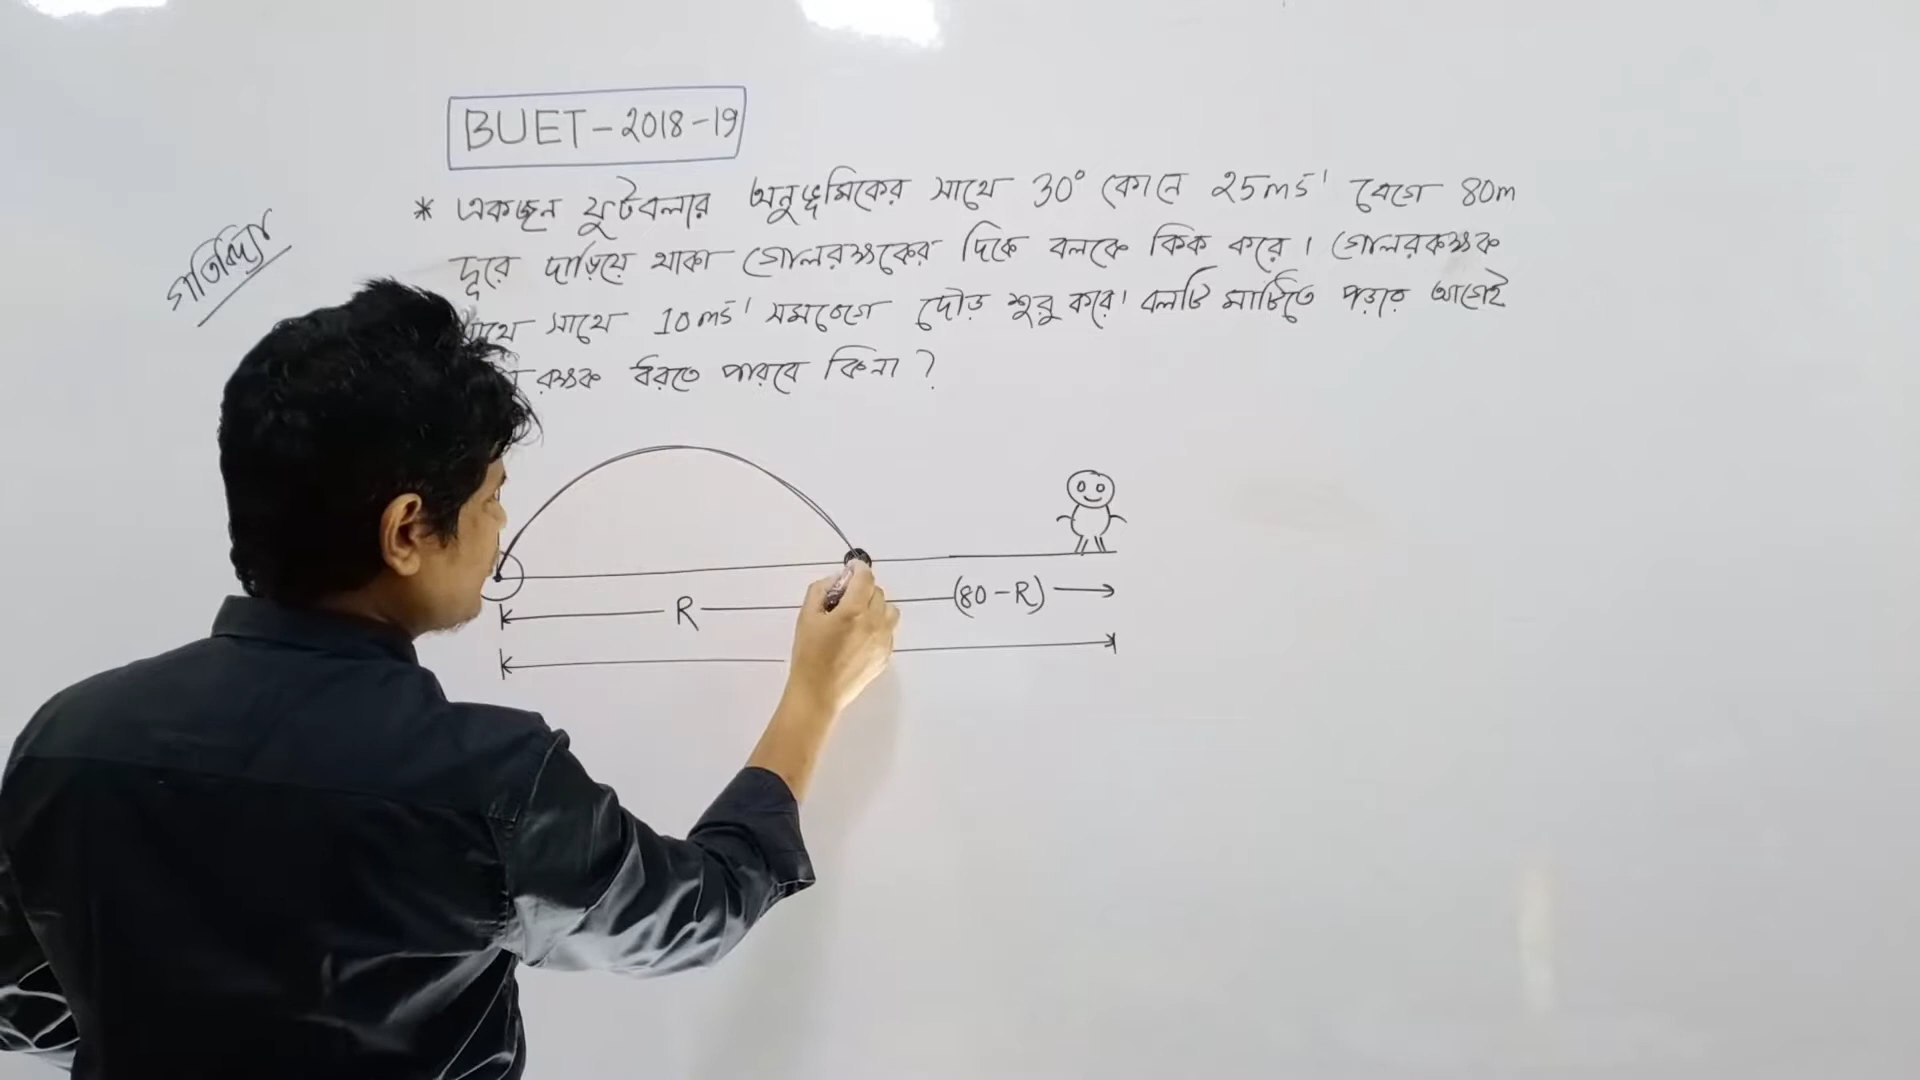 BUET-2018-19
গতিবিদ্যা
* একজন ফুটবলার অনুভূমিকের সাথে 30° কোনে 25ms⁻¹ বেগে 80m
দূরে দাড়িয়ে থাকা গোলরক্ষকের দিকে বলকে কিক করে। গোলরক্ষক
সাথে 10ms⁻¹ সমবেগে দৌড় শুরু করে। বলটি মাটিতে পড়ার আগেই
রক্ষক ধরতে পারবে কিনা ?
R (80-R)